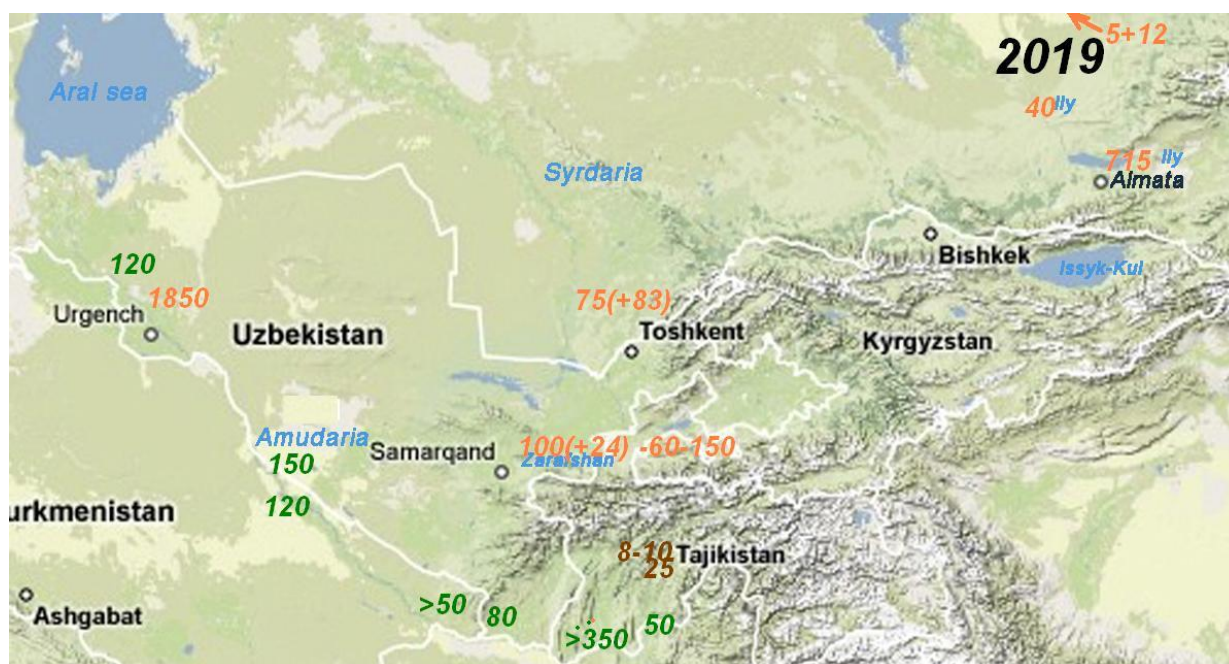 5+12
2019
Aral sea
40 Ily
715 Ily
Almata
Syrdaria
Bishkek
Issyk-Kul
120
1850
75(+83)
Urgench
Uzbekistan
Toshkent
Kyrgyzstan
Amudaria
Samarqand
100(+24) -60-150
Zarafshan
150
120
urkmenistan
8-10
Tajikistan
25
Ashgabat
>50
80
>350
50